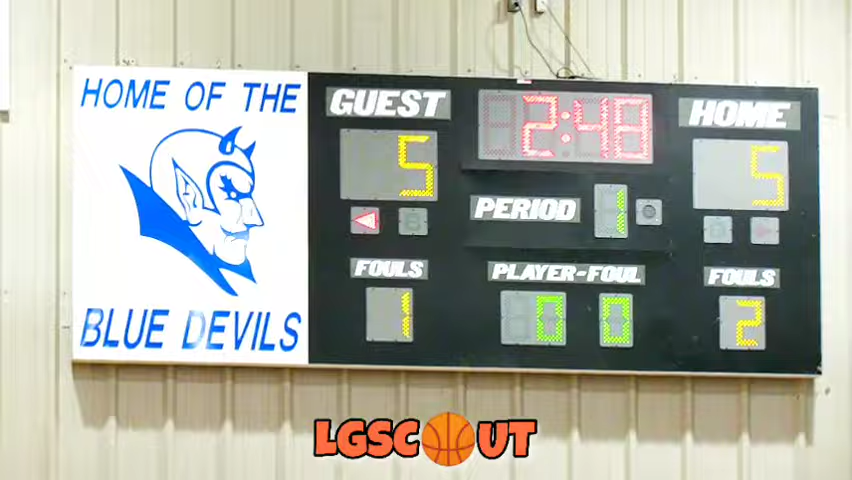 HOME OF THE
BLUE DEVILS
GUEST
2:48
HOME
5
5
PERIOD 1
FOULS
PLAYER-FOUL
FOULS
1
0 0
2
LGSCOUT